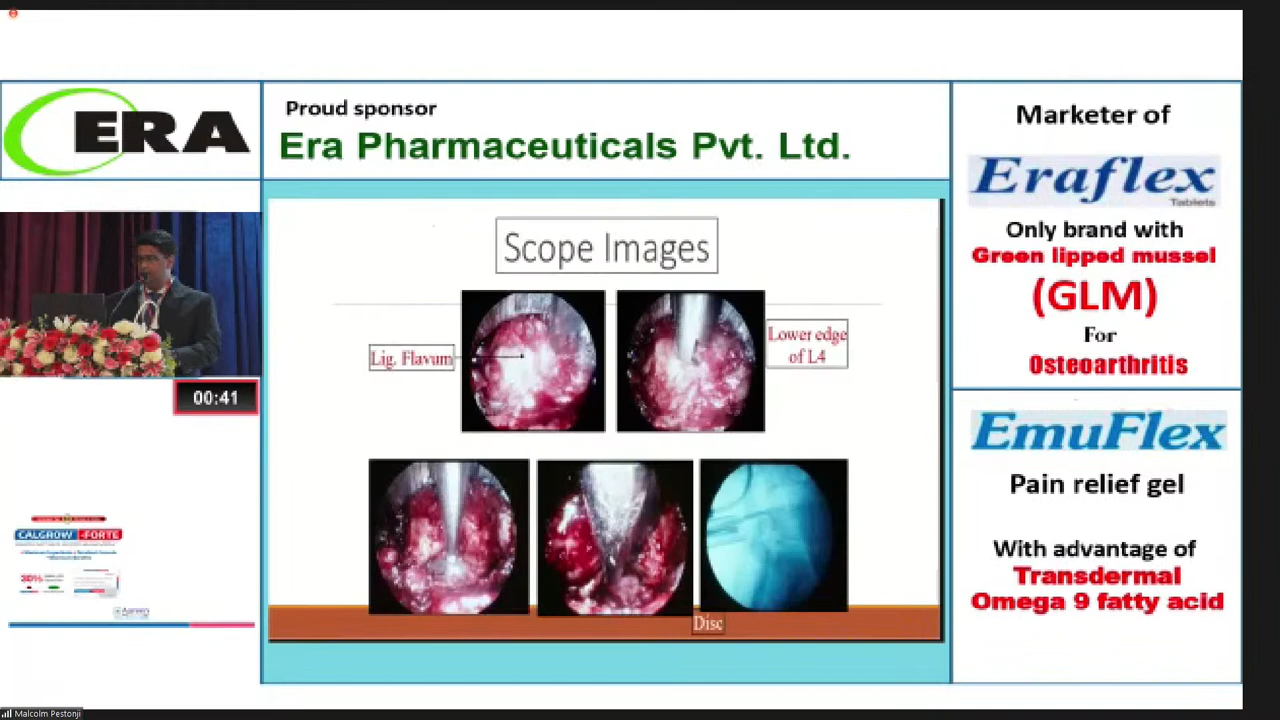 ERA
Proud sponsor
Era Pharmaceuticals Pvt. Ltd.
00:41
CALGROW-FORTE
30%
Scope Images
Lig. Flavum
Lower edge
of L4
Disc
Marketer of
Eraflex
Tablets
Only brand with
Green lipped mussel
(GLM)
For
Osteoarthritis
EmuFlex
Pain relief gel
With advantage of
Transdermal
Omega 9 fatty acid
Malcolm Pestonji